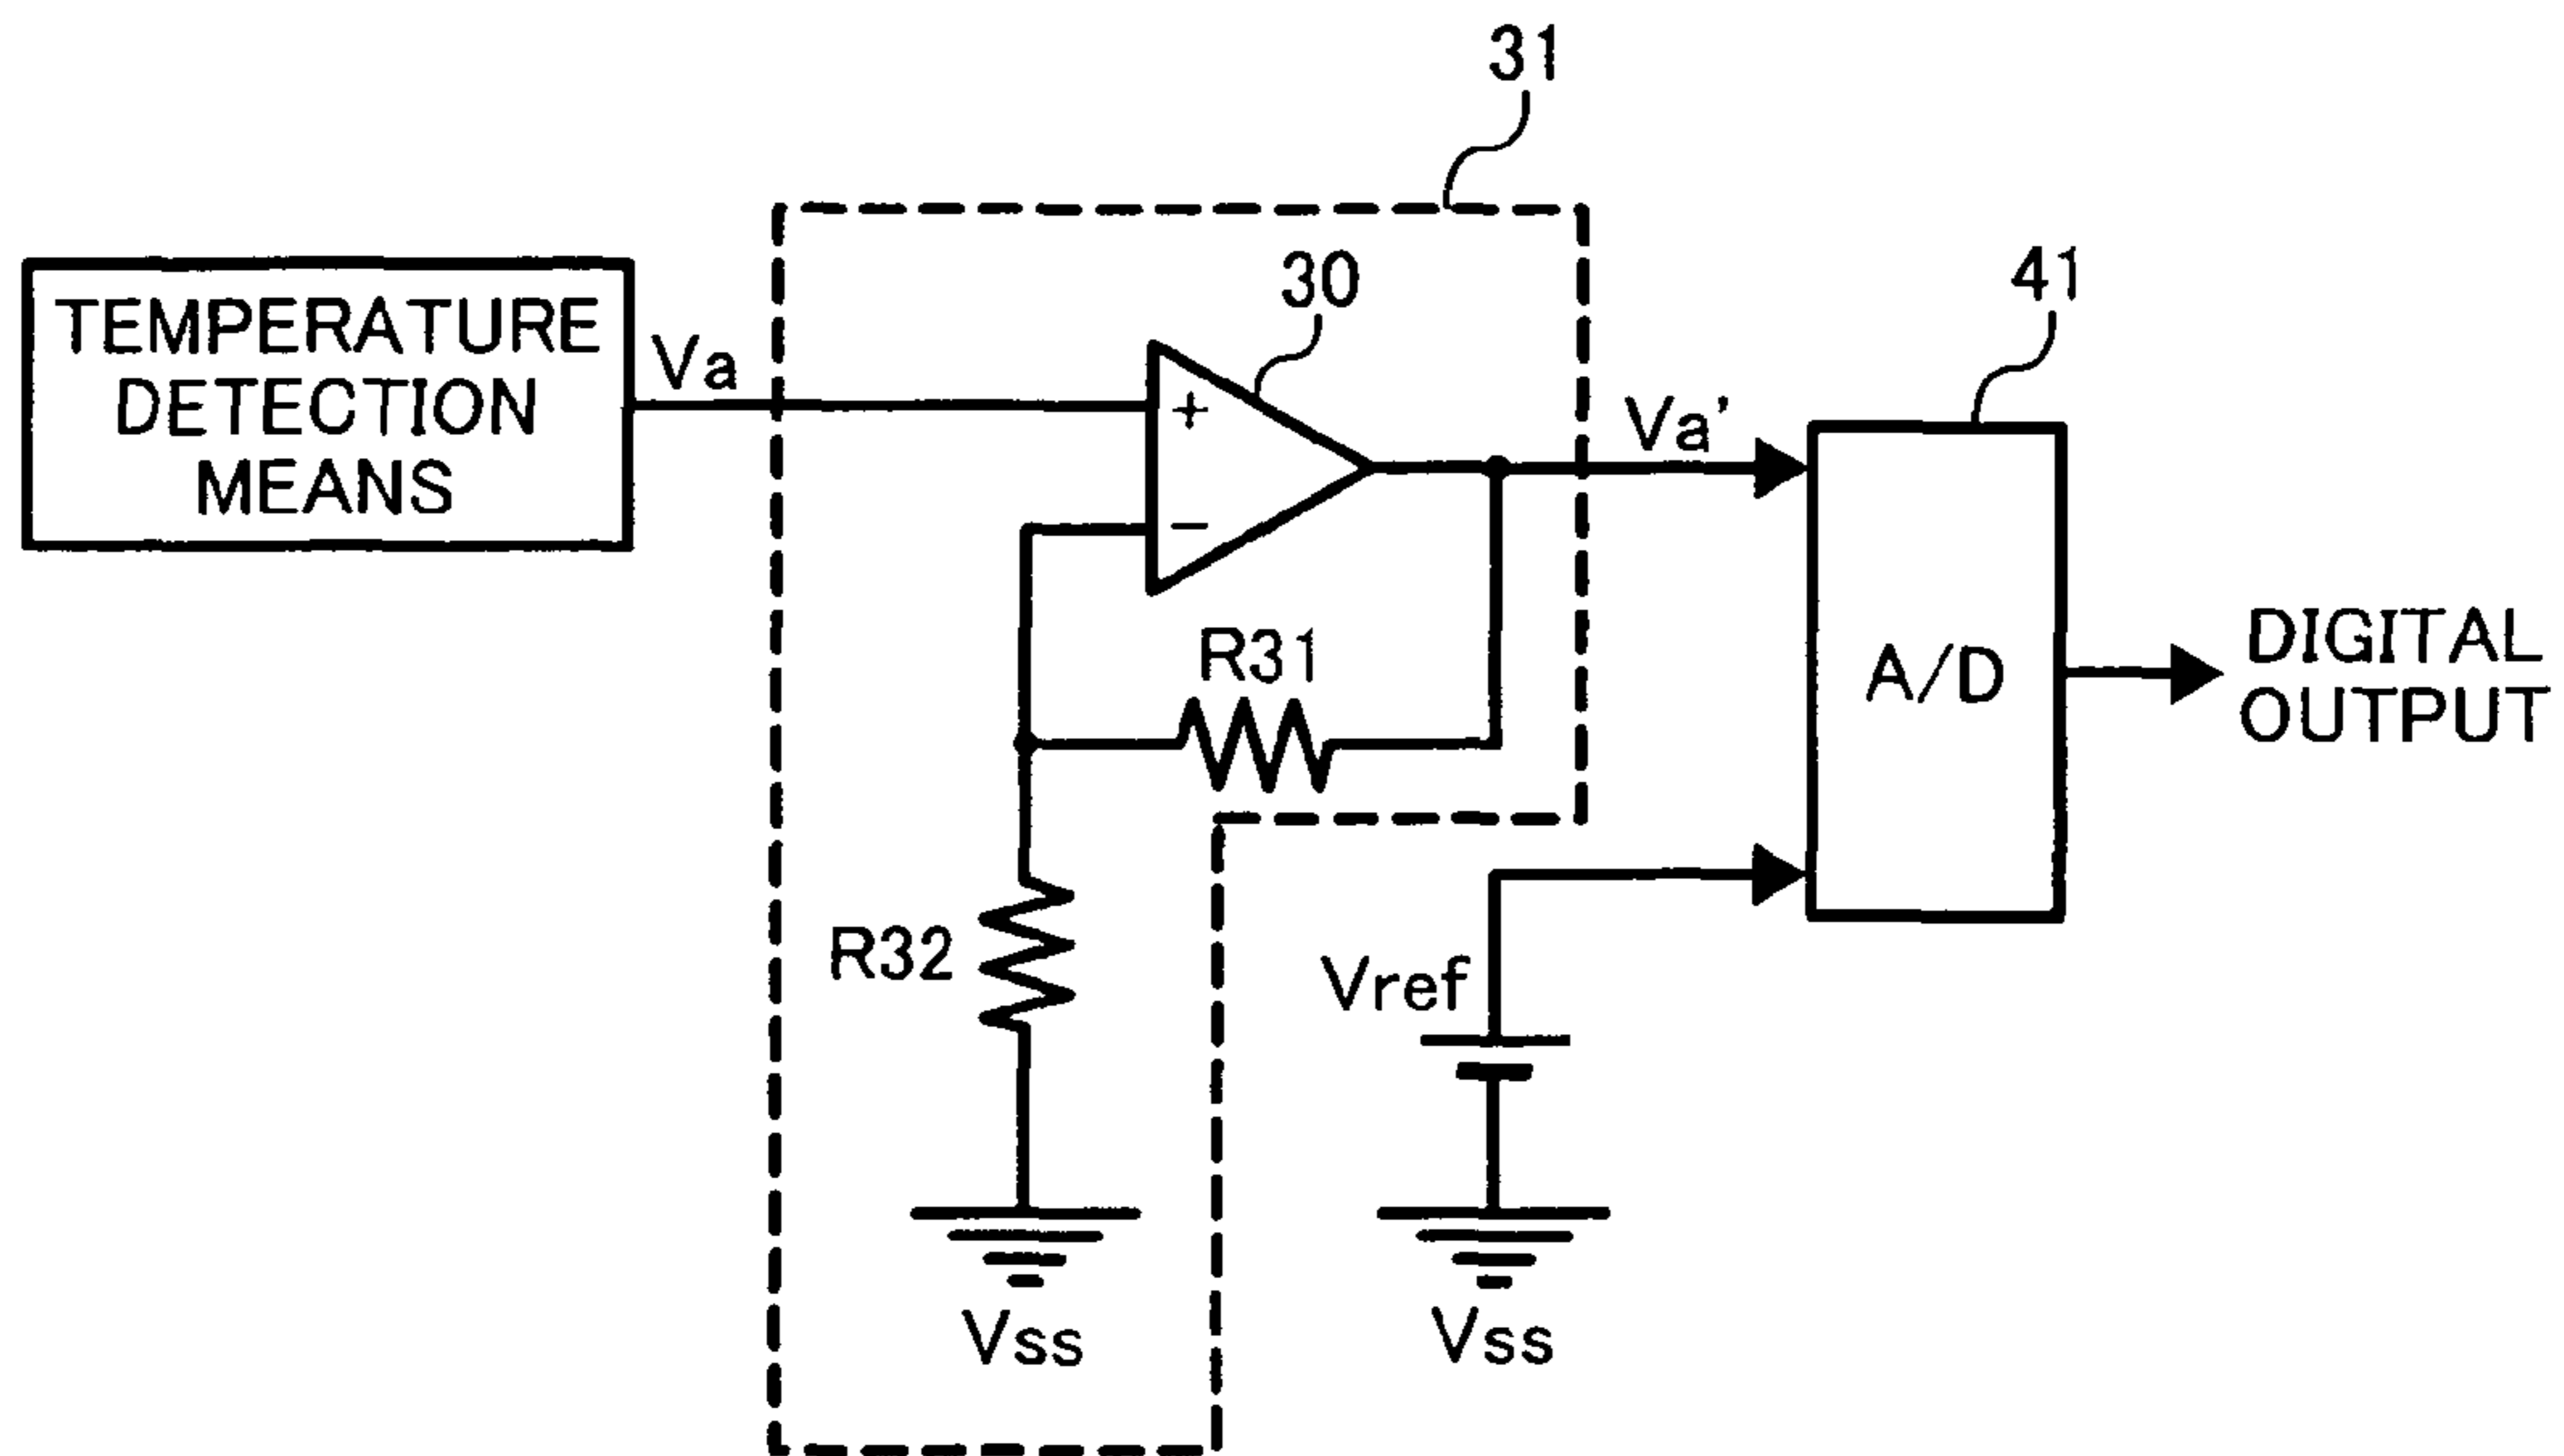 31
TEMPERATURE
DETECTION
MEANS
Va
30
+
−
Va'
41
A/D
DIGITAL
OUTPUT
R31
R32
Vref
Vss
Vss